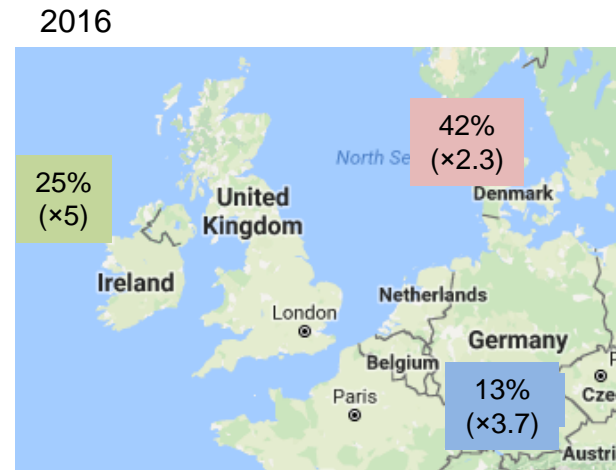 2016
42%
(×2.3)
North Se
25%
(×5)
Denmark
United
Kingdom
Ireland
Netherlands
London
Germany
Belgium
13%
(×3.7)
Paris
P
Cze
Austri